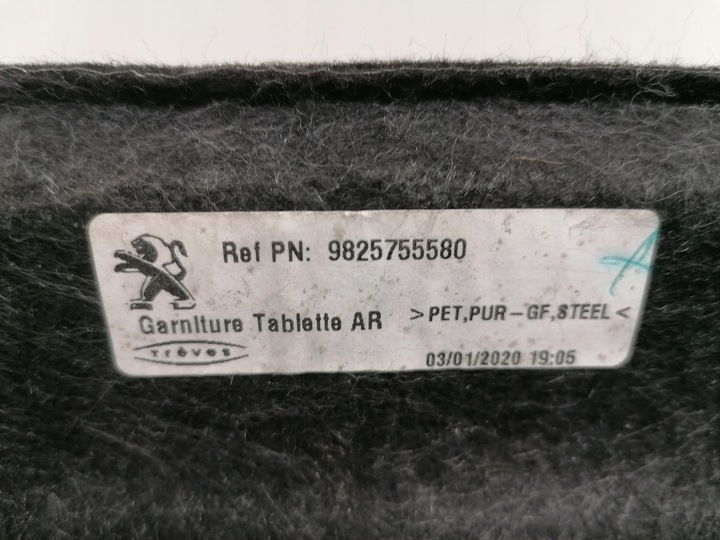 Ref PN: 9825755580
Garniture Tablette AR >PET,PUR-GF,STEEL<
Trèves
03/01/2020 19:05